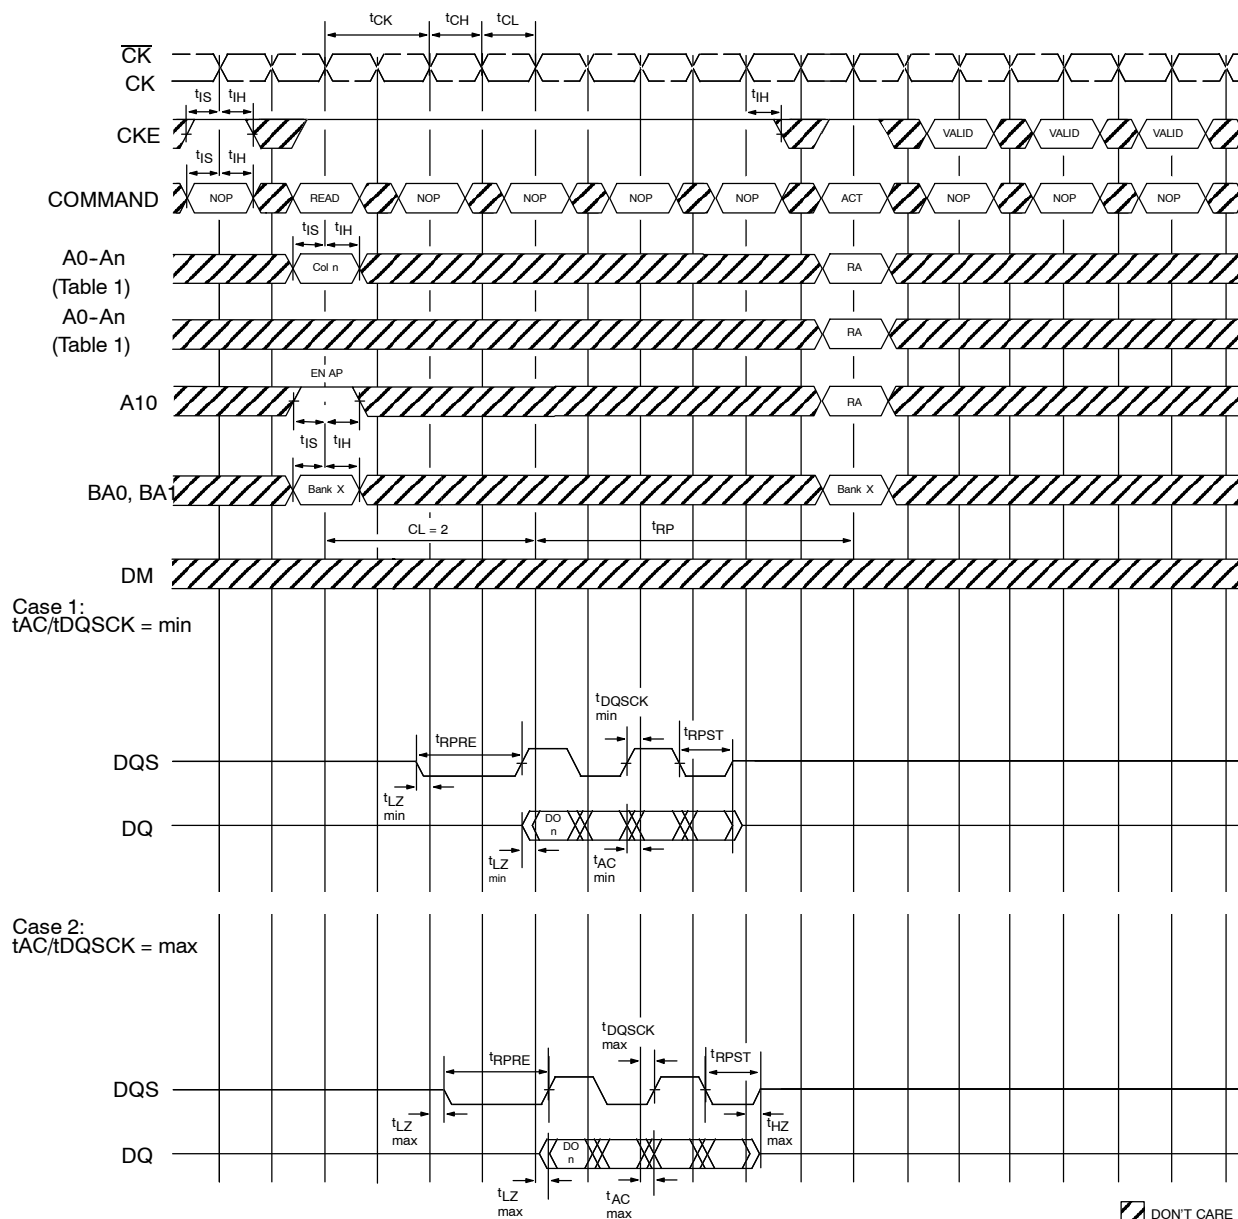 tCK tCH tCL
CK
CK
tIS tIH tIH
CKE VALID VALID VALID
tIS tIH
COMMAND NOP READ NOP NOP NOP NOP ACT NOP NOP NOP
tIS tIH
A0-An
(Table 1) Col n RA
A0-An
(Table 1) RA
EN AP
A10 RA
tIS tIH
BA0, BA1 Bank X Bank X
CL = 2 tRP
DM
Case 1:
tAC/tDQSCK = min
tDQSCK
min
tRPRE tRPST
DQS
tLZ
min
DQ DO
n
tLZ
min
tAC
min
Case 2:
tAC/tDQSCK = max
tDQSCK
max
tRPRE tRPST
DQS
tLZ
max
tHZ
max
DQ DO
n
tLZ
max
tAC
max
DON'T CARE